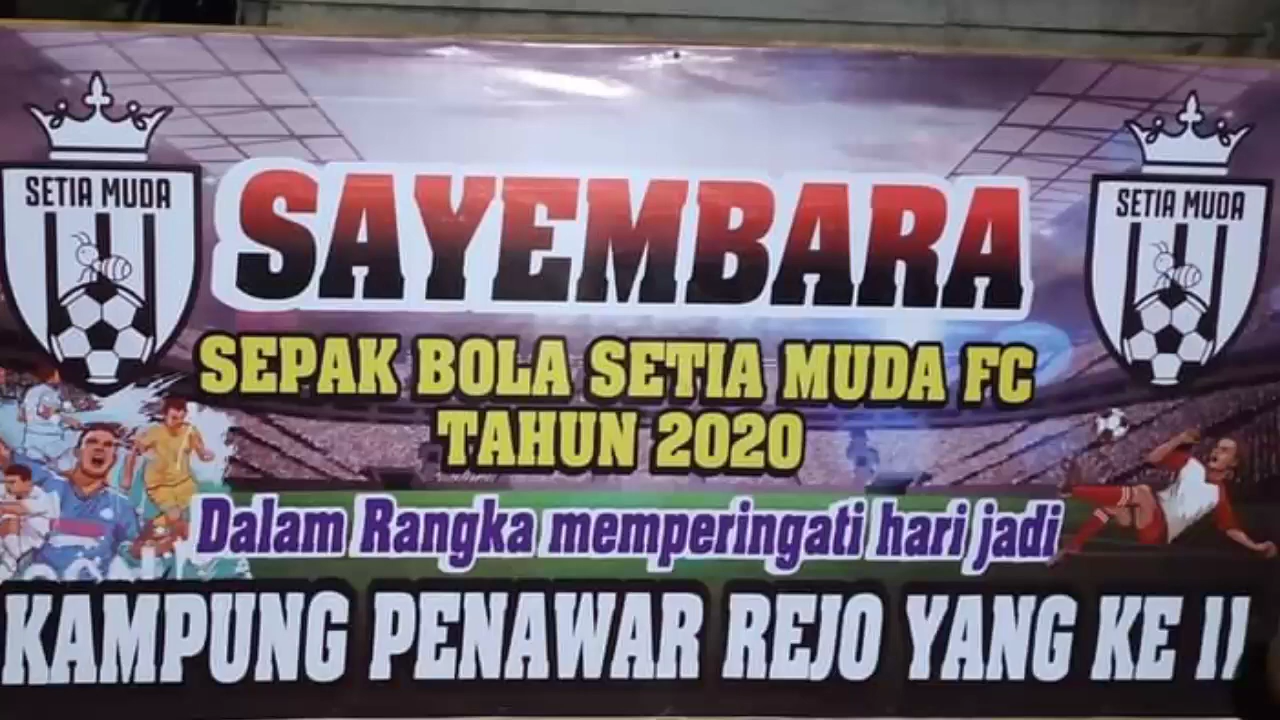 SETIA MUDA
SAYEMBARA
SETIA MUDA
SEPAK BOLA SETIA MUDA FC
TAHUN 2020
Dalam Rangka memperingati hari jadi
KAMPUNG PENAWAR REJO YANG KE